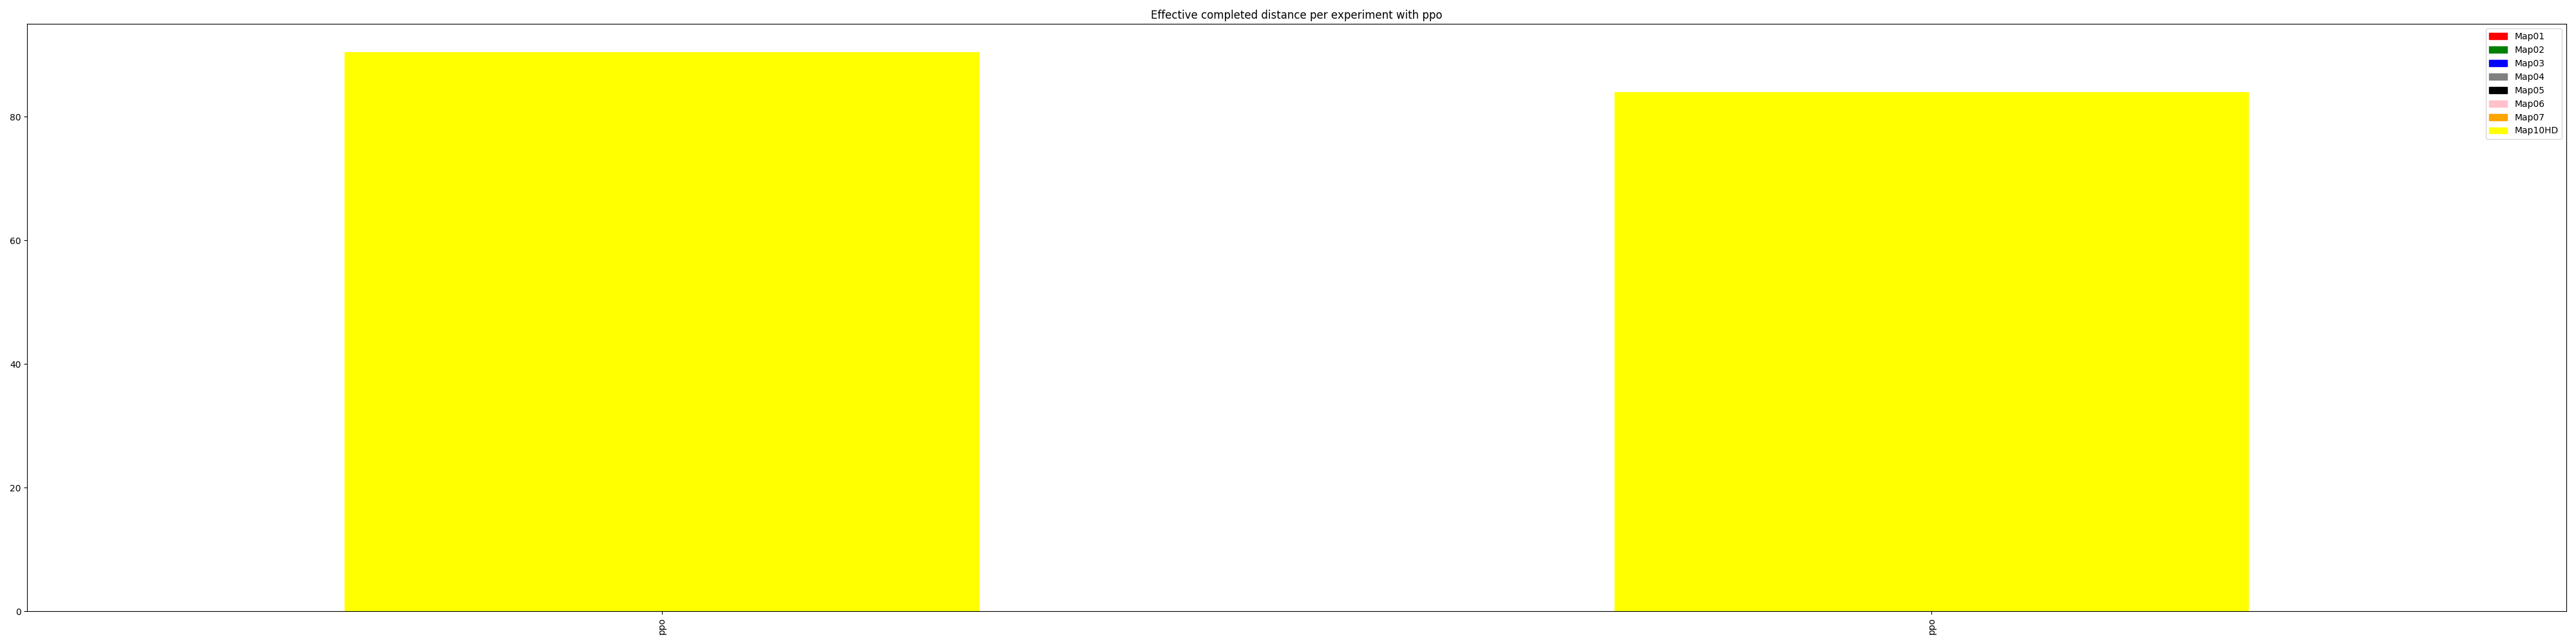 Effective completed distance per experiment with ppo
Map01
Map02
Map03
Map04
Map05
Map06
Map07
Map10HD
80
60
40
20
0
ppo
ppo